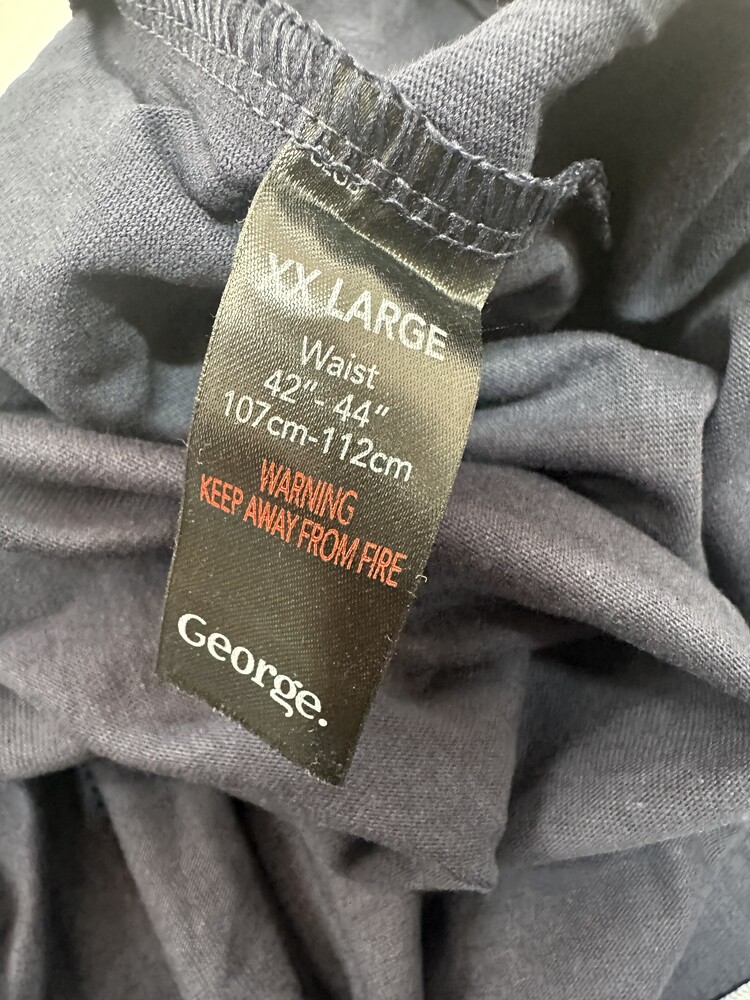 XX LARGE
Waist
42"- 44"
107cm-112cm
WARNING
KEEP AWAY FROM FIRE
George.